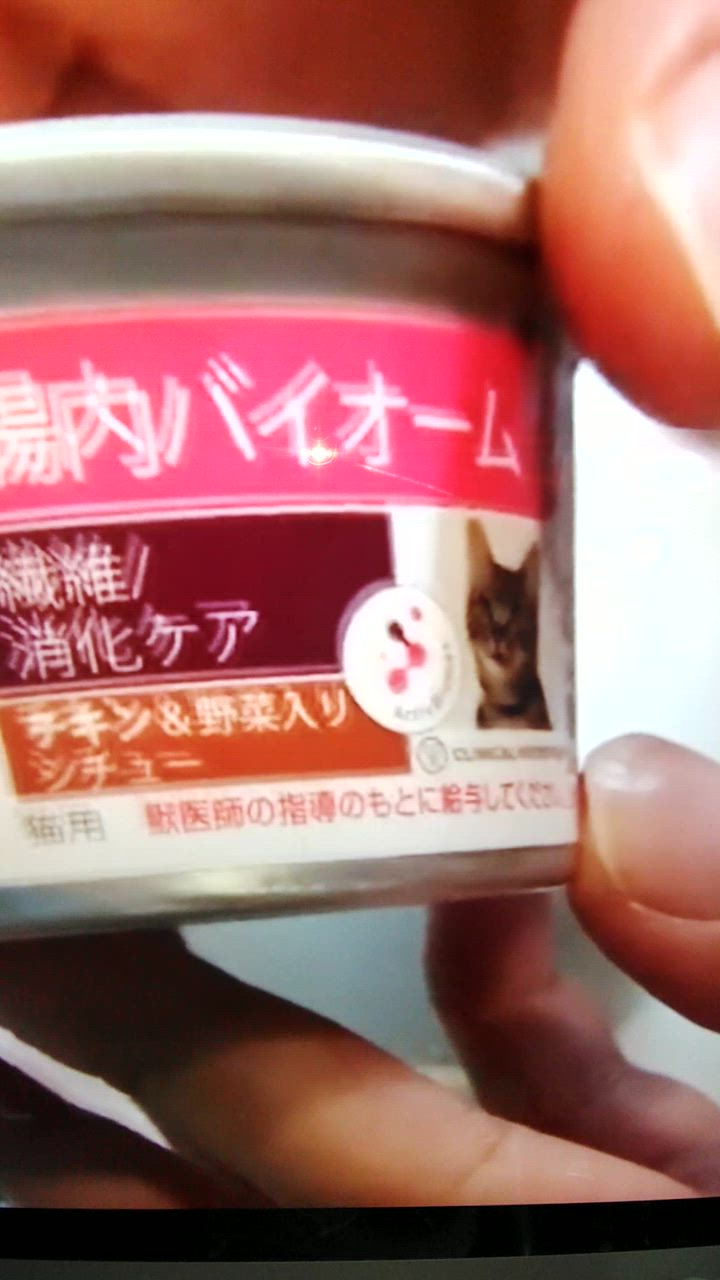 腸内バイオーム
繊維/
消化ケア
チキン&野菜入り
シチュー
猫用 獣医師の指導のもとに給与してくださ
CLINICAL